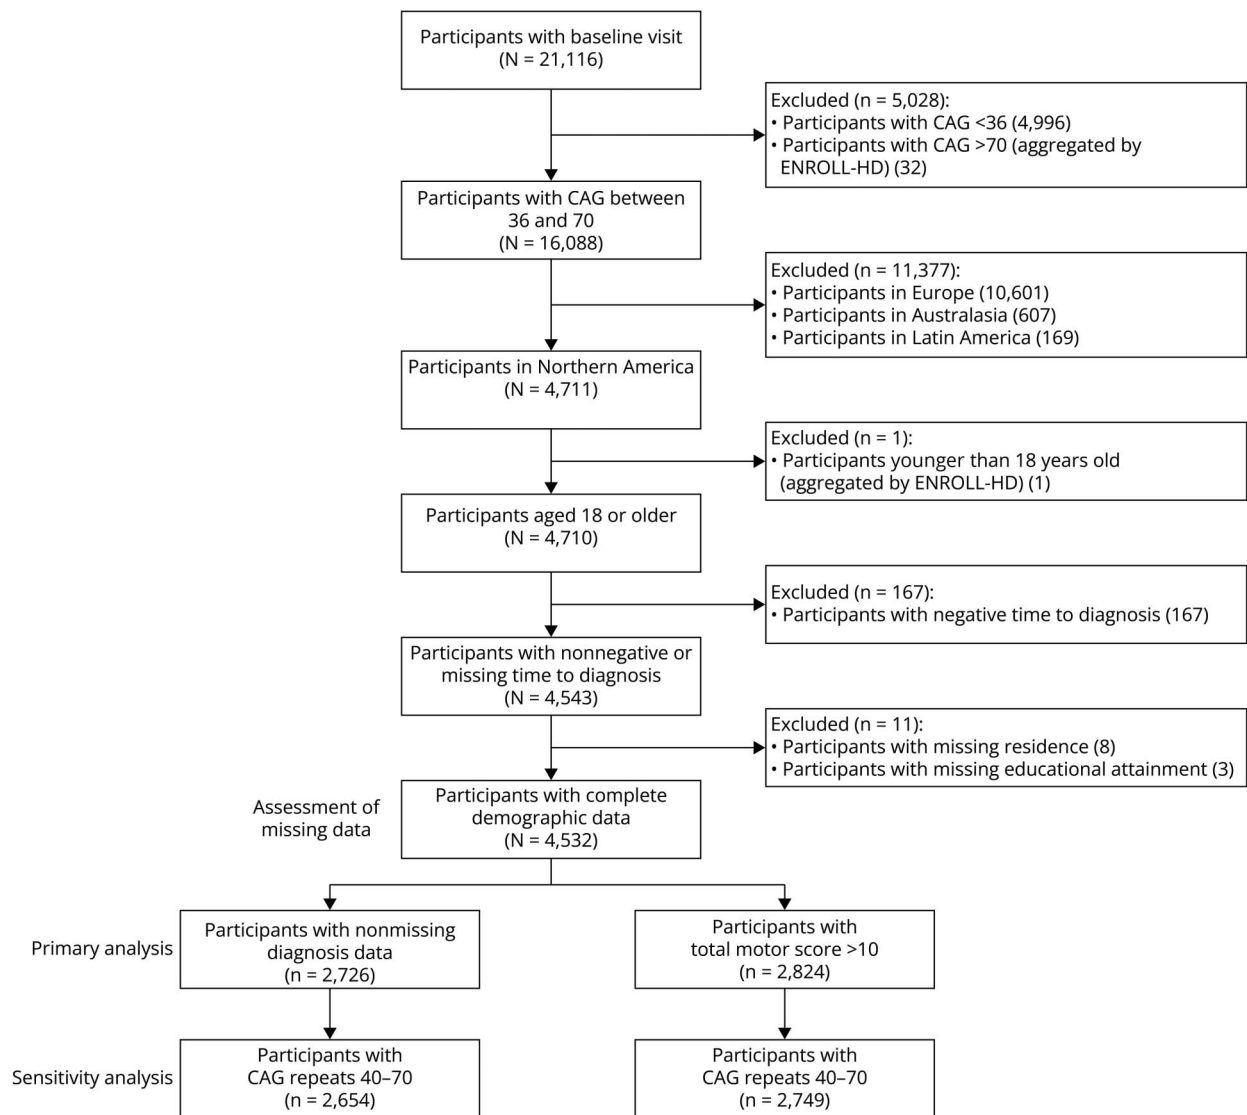 Participants with baseline visit
(N = 21,116)
Excluded (n = 5,028):
• Participants with CAG <36 (4,996)
• Participants with CAG >70 (aggregated by
ENROLL-HD) (32)
Participants with CAG between
36 and 70
(N = 16,088)
Excluded (n = 11,377):
• Participants in Europe (10,601)
• Participants in Australasia (607)
• Participants in Latin America (169)
Participants in Northern America
(N = 4,711)
Excluded (n = 1):
• Participants younger than 18 years old
(aggregated by ENROLL-HD) (1)
Participants aged 18 or older
(N = 4,710)
Excluded (n = 167):
• Participants with negative time to diagnosis (167)
Participants with nonnegative or
missing time to diagnosis
(N = 4,543)
Excluded (n = 11):
• Participants with missing residence (8)
• Participants with missing educational attainment (3)
Assessment of
missing data
Participants with complete
demographic data
(N = 4,532)
Primary analysis
Participants with nonmissing
diagnosis data
(n = 2,726)
Participants with
total motor score >10
(n = 2,824)
Sensitivity analysis
Participants with
CAG repeats 40–70
(n = 2,654)
Participants with
CAG repeats 40–70
(n = 2,749)